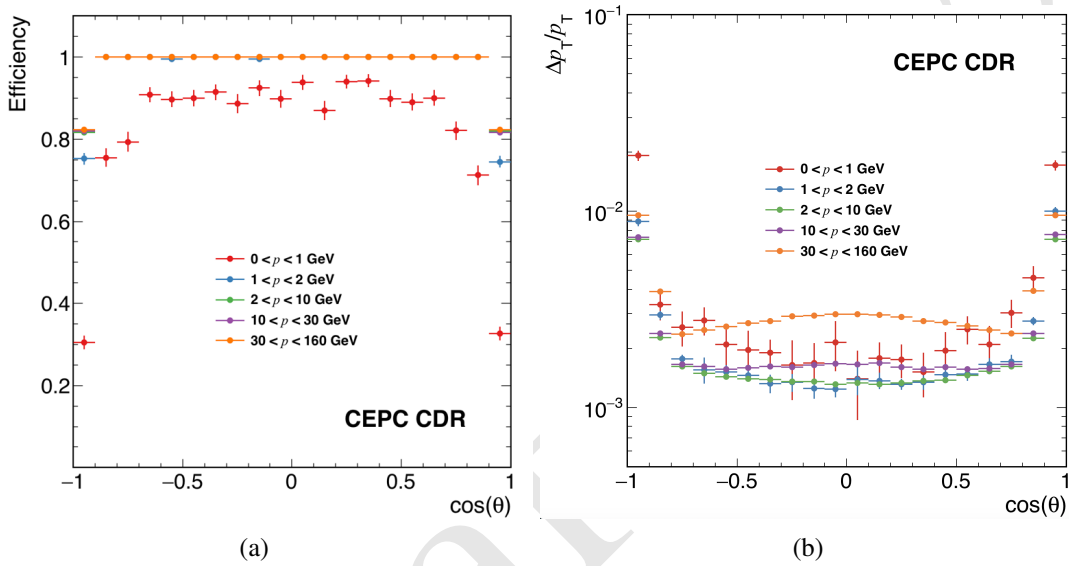 Efficiency
1
0.8
0.6
0.4
0.2
0 < p < 1 GeV
1 < p < 2 GeV
2 < p < 10 GeV
10 < p < 30 GeV
30 < p < 160 GeV
CEPC CDR
−1 −0.5 0 0.5 1
cos(θ)
(a)
Δp_T/p_T
10⁻¹
10⁻²
10⁻³
CEPC CDR
0 < p < 1 GeV
1 < p < 2 GeV
2 < p < 10 GeV
10 < p < 30 GeV
30 < p < 160 GeV
−1 −0.5 0 0.5 1
cos(θ)
(b)